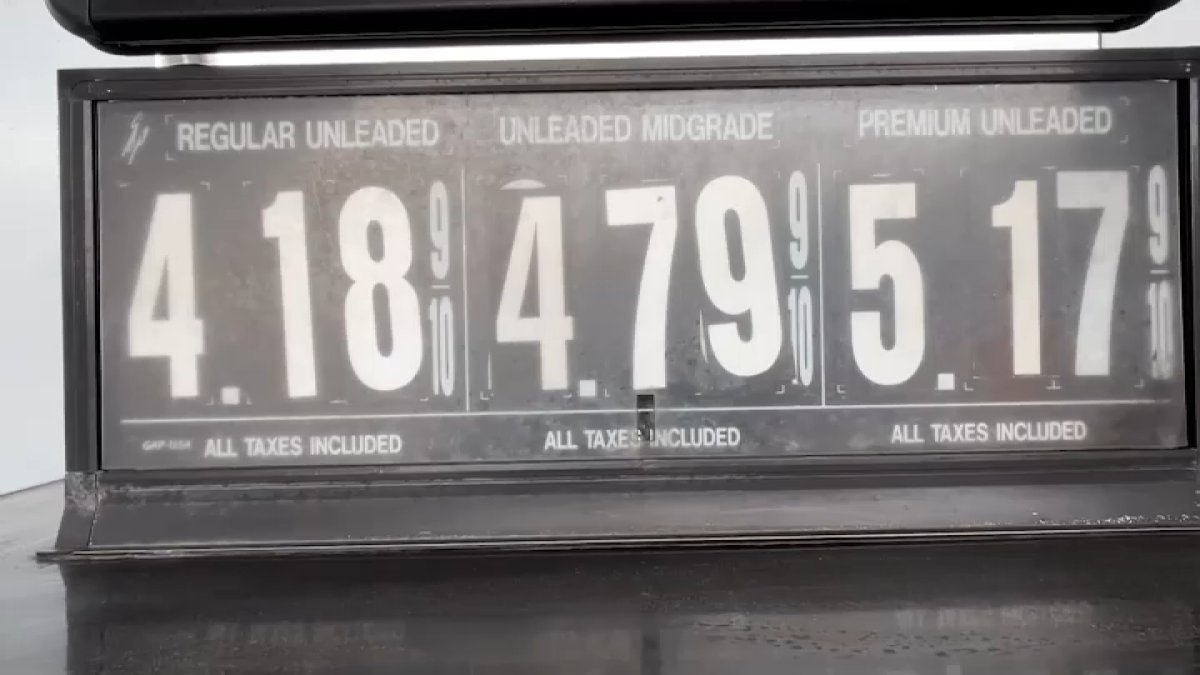 REGULAR UNLEADED UNLEADED MIDGRADE PREMIUM UNLEADED
4.18 9/10 4.79 9/10 5.17 9/10
ALL TAXES INCLUDED ALL TAXES INCLUDED ALL TAXES INCLUDED